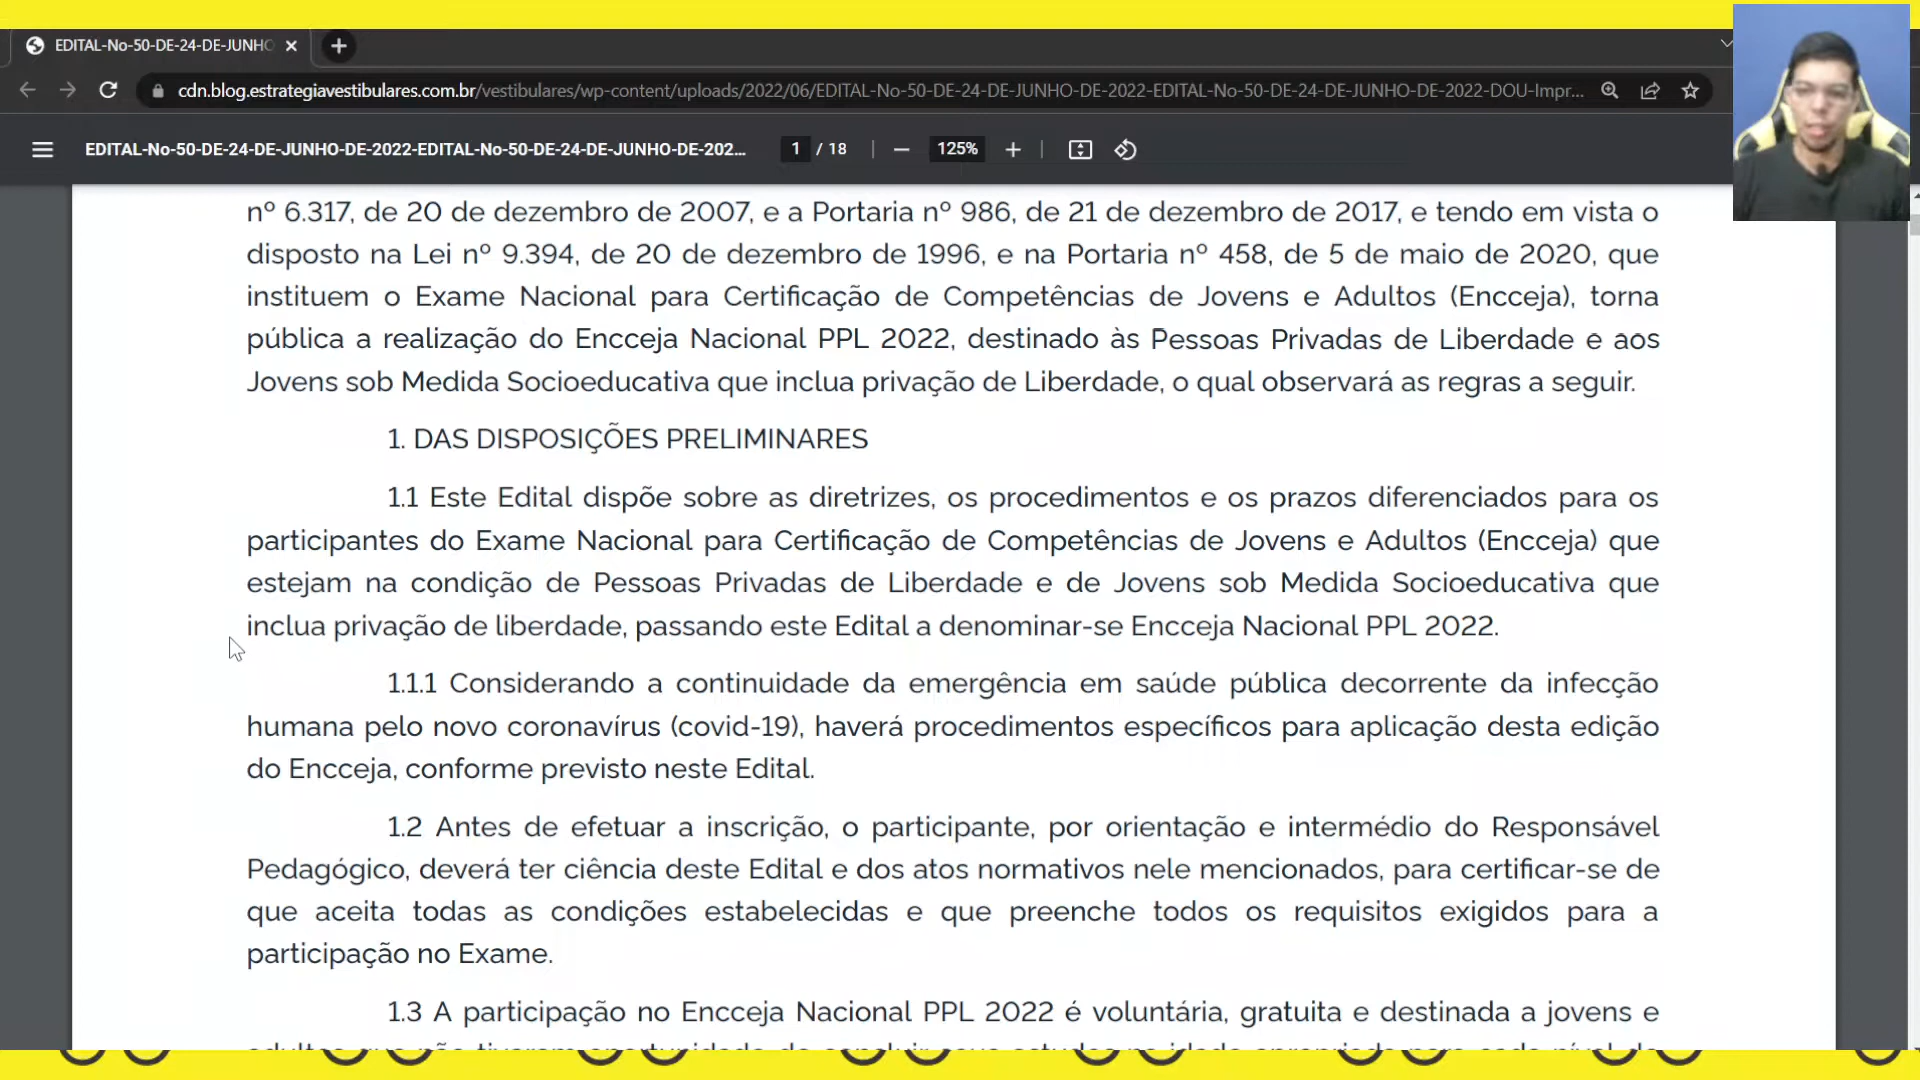 EDITAL-No-50-DE-24-DE-JUNHO
cdn.blog.estrategiavestibulares.com.br/vestibulares/wp-content/uploads/2022/06/EDITAL-No-50-DE-24-DE-JUNHO-DE-2022-EDITAL-No-50-DE-24-DE-JUNHO-DE-2022-DOU-Impr...
EDITAL-No-50-DE-24-DE-JUNHO-DE-2022-EDITAL-No-50-DE-24-DE-JUNHO-DE-202... 1 / 18 125%
nº 6.317, de 20 de dezembro de 2007, e a Portaria nº 986, de 21 de dezembro de 2017, e tendo em vista o
disposto na Lei nº 9.394, de 20 de dezembro de 1996, e na Portaria nº 458, de 5 de maio de 2020, que
instituem o Exame Nacional para Certificação de Competências de Jovens e Adultos (Encceja), torna
pública a realização do Encceja Nacional PPL 2022, destinado às Pessoas Privadas de Liberdade e aos
Jovens sob Medida Socioeducativa que inclua privação de Liberdade, o qual observará as regras a seguir.
1. DAS DISPOSIÇÕES PRELIMINARES
1.1 Este Edital dispõe sobre as diretrizes, os procedimentos e os prazos diferenciados para os
participantes do Exame Nacional para Certificação de Competências de Jovens e Adultos (Encceja) que
estejam na condição de Pessoas Privadas de Liberdade e de Jovens sob Medida Socioeducativa que
inclua privação de liberdade, passando este Edital a denominar-se Encceja Nacional PPL 2022.
1.1.1 Considerando a continuidade da emergência em saúde pública decorrente da infecção
humana pelo novo coronavírus (covid-19), haverá procedimentos específicos para aplicação desta edição
do Encceja, conforme previsto neste Edital.
1.2 Antes de efetuar a inscrição, o participante, por orientação e intermédio do Responsável
Pedagógico, deverá ter ciência deste Edital e dos atos normativos nele mencionados, para certificar-se de
que aceita todas as condições estabelecidas e que preenche todos os requisitos exigidos para a
participação no Exame.
1.3 A participação no Encceja Nacional PPL 2022 é voluntária, gratuita e destinada a jovens e